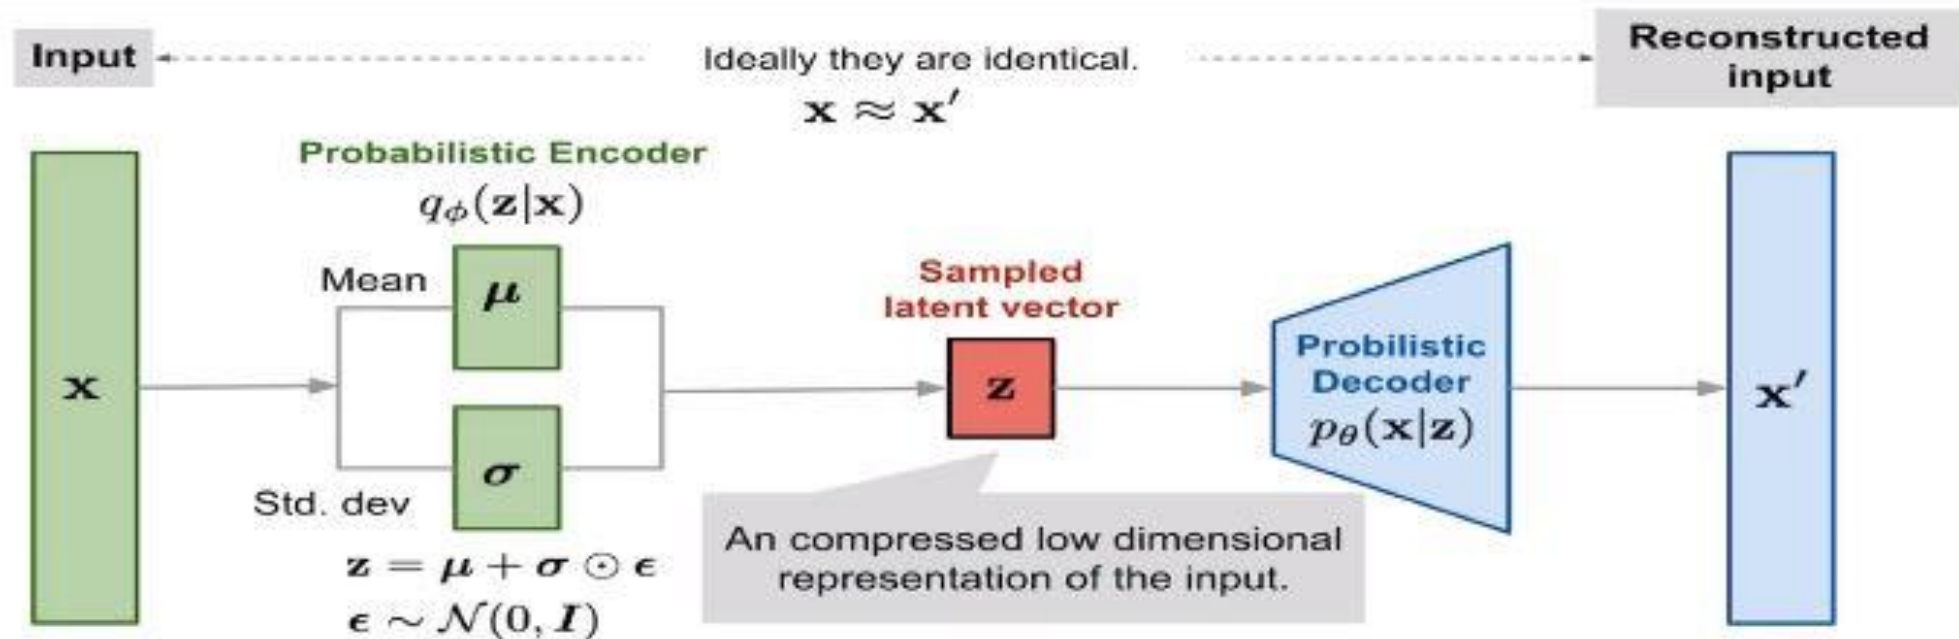 Input
Ideally they are identical.
x ≈ x′
Reconstructed
input
Probabilistic Encoder
qϕ(z|x)
Mean
μ
x
σ
Std. dev
z = μ + σ ⊙ ϵ
ϵ ∼ 𝒩(0, I)
Sampled
latent vector
z
An compressed low dimensional
representation of the input.
Probilistic
Decoder
pθ(x|z)
x′